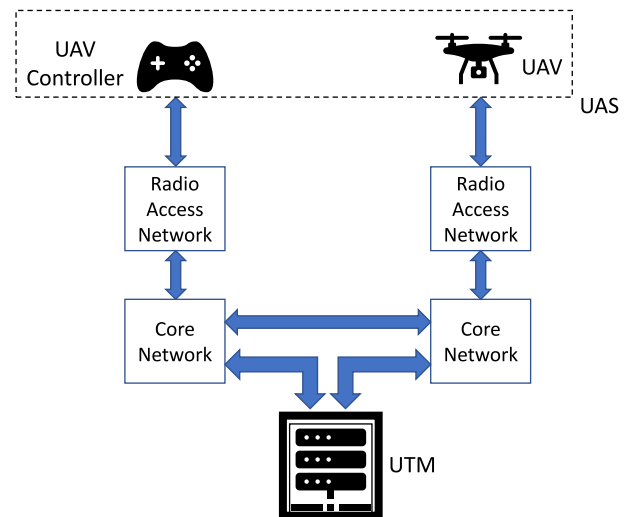 UAV
Controller
UAV
UAS
Radio
Access
Network
Radio
Access
Network
Core
Network
Core
Network
UTM